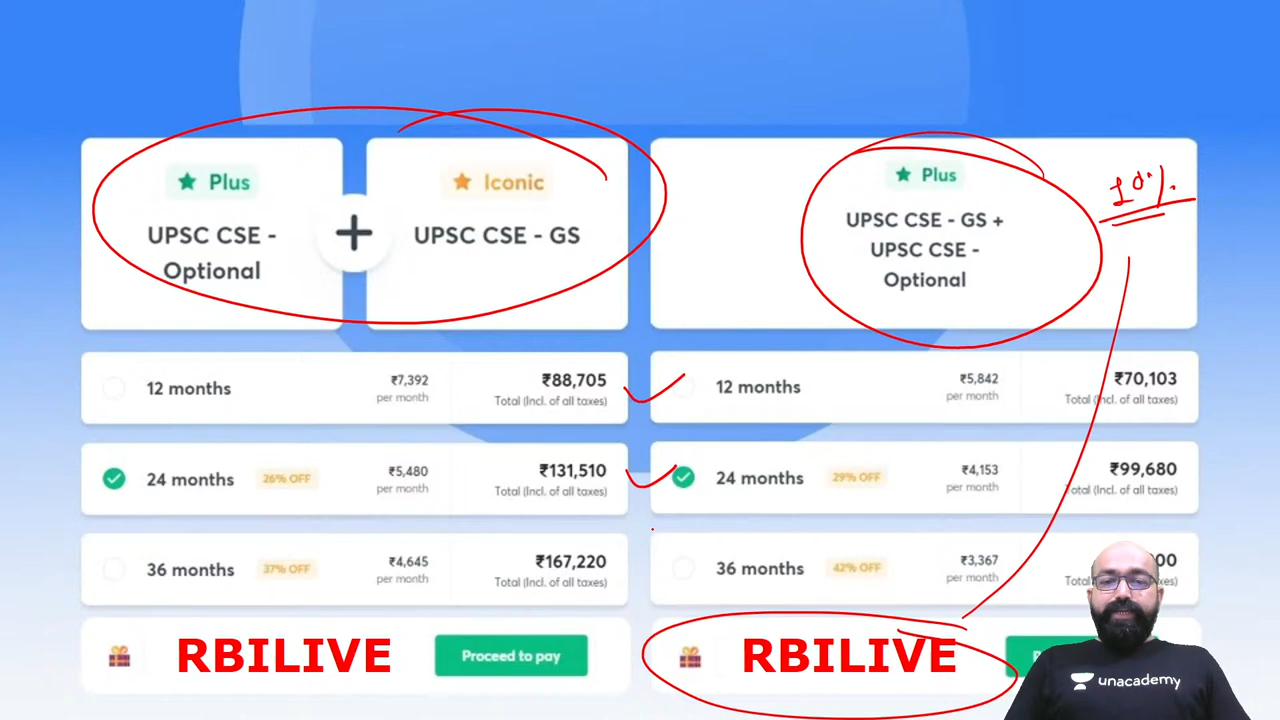 Plus
UPSC CSE -
Optional
+
Iconic
UPSC CSE - GS
Plus
UPSC CSE - GS +
UPSC CSE -
Optional
10%
12 months
₹7,392
per month
₹88,705
Total (Incl. of all taxes)
24 months
26% OFF
₹5,480
per month
₹131,510
Total (Incl. of all taxes)
36 months
37% OFF
₹4,645
per month
₹167,220
Total (Incl. of all taxes)
RBILIVE
Proceed to pay
12 months
₹5,842
per month
₹70,103
Total (Incl. of all taxes)
24 months
29% OFF
₹4,153
per month
₹99,680
Total (Incl. of all taxes)
36 months
42% OFF
₹3,367
per month
RBILIVE
unacademy